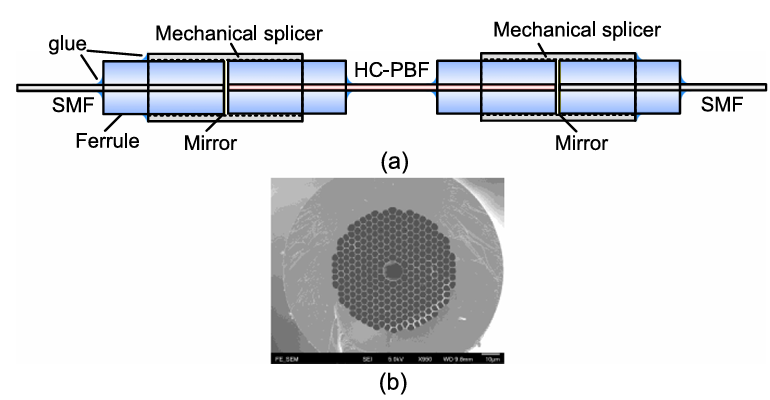 Mechanical splicer
Mechanical splicer
glue
HC-PBF
SMF
SMF
Ferrule
Mirror
Mirror
(a)
FE_SEM SEI 5.0kV X990 WD 9.8mm 10μm
(b)